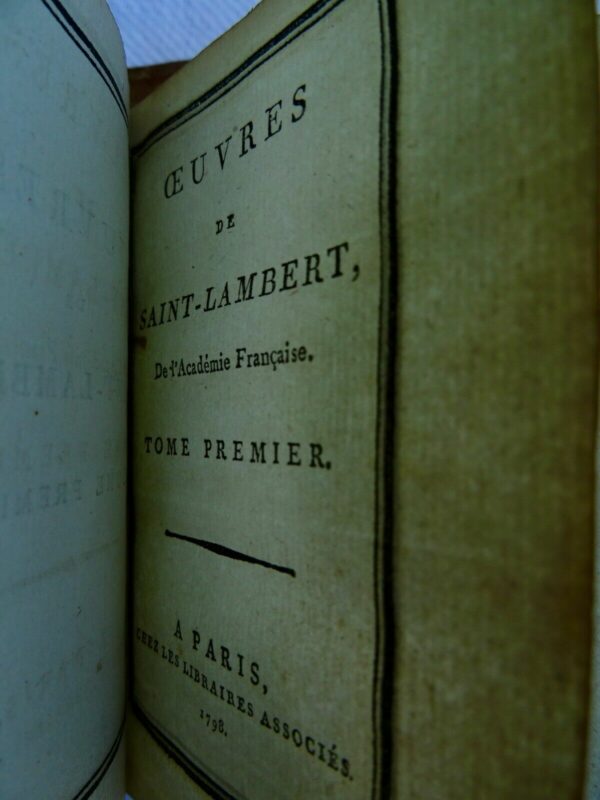 ŒUVRES
DE
SAINT-LAMBERT,
De l'Académie Française.
TOME PREMIER.
A PARIS,
CHEZ LES LIBRAIRES ASSOCIÉS.
1798.